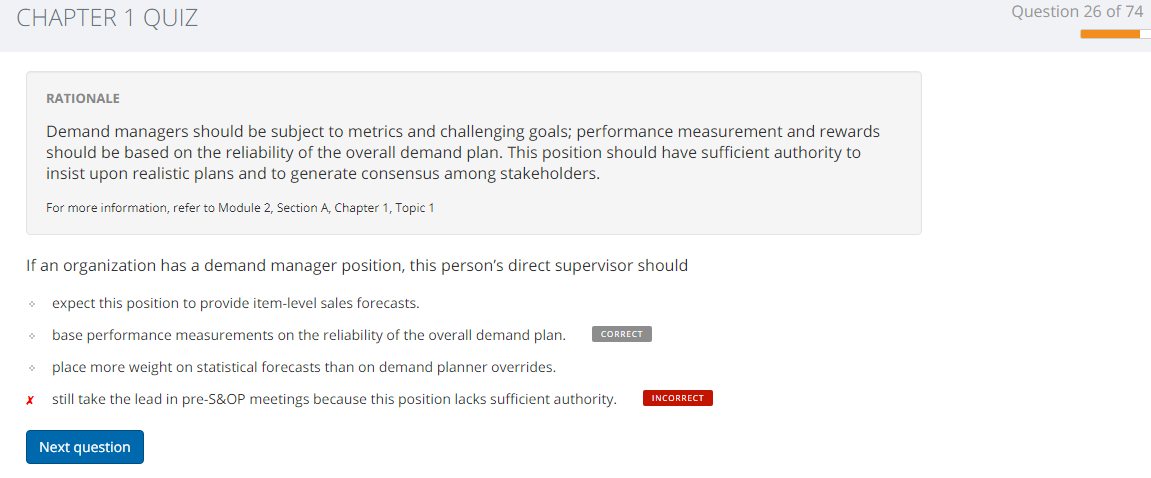 CHAPTER 1 QUIZ
Question 26 of 74
RATIONALE
Demand managers should be subject to metrics and challenging goals; performance measurement and rewards
should be based on the reliability of the overall demand plan. This position should have sufficient authority to
insist upon realistic plans and to generate consensus among stakeholders.
For more information, refer to Module 2, Section A, Chapter 1, Topic 1
If an organization has a demand manager position, this person's direct supervisor should
expect this position to provide item-level sales forecasts.
base performance measurements on the reliability of the overall demand plan. CORRECT
place more weight on statistical forecasts than on demand planner overrides.
✗ still take the lead in pre-S&OP meetings because this position lacks sufficient authority. INCORRECT
Next question